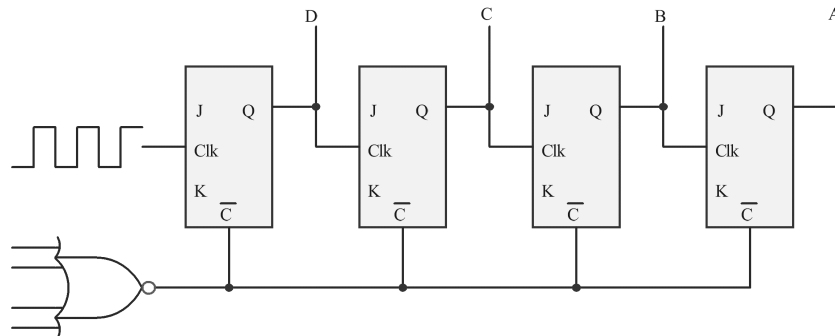 D C B A
J Q J Q J Q J Q
Clk Clk Clk Clk
K K K K
C̅ C̅ C̅ C̅